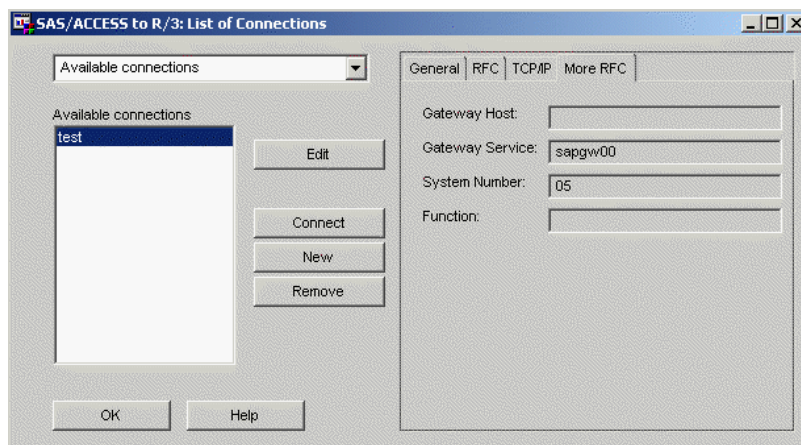 SAS/ACCESS to R/3: List of Connections
Available connections
General RFC TCP/IP More RFC
Available connections
test
Edit
Connect
New
Remove
Gateway Host:
Gateway Service: sapgw00
System Number: 05
Function:
OK Help